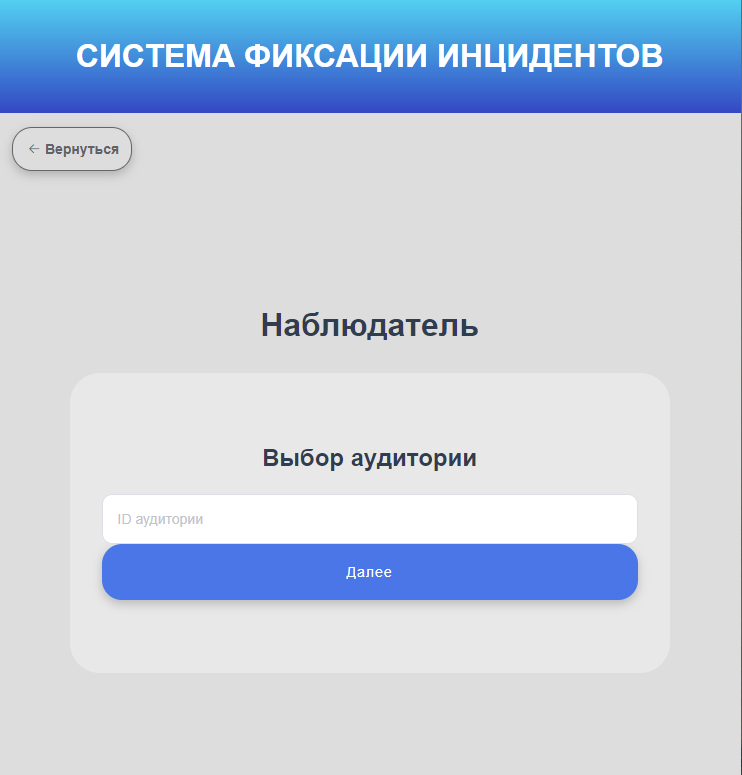 СИСТЕМА ФИКСАЦИИ ИНЦИДЕНТОВ
← Вернуться
Наблюдатель
Выбор аудитории
ID аудитории
Далее